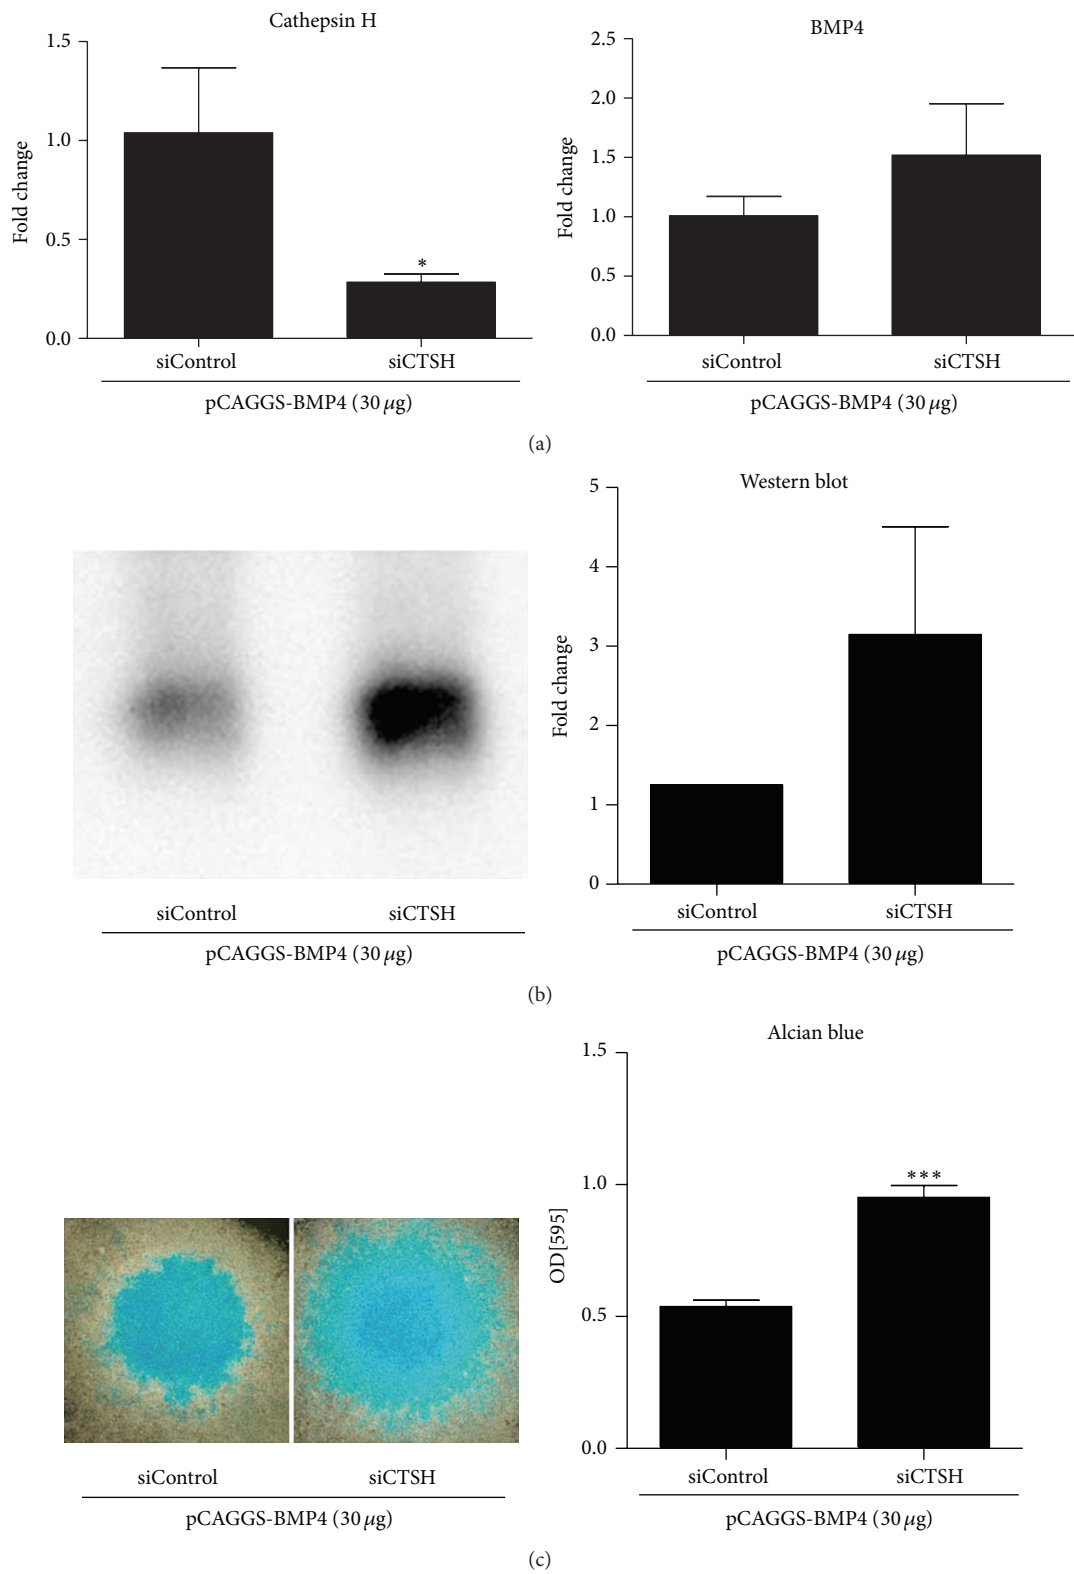 Cathepsin H
1.5
1.0
0.5
0.0
Fold change
*
siControl siCTSH
pCAGGS-BMP4 (30 μg)
BMP4
2.5
2.0
1.5
1.0
0.5
0.0
Fold change
siControl siCTSH
pCAGGS-BMP4 (30 μg)
(a)
siControl siCTSH
pCAGGS-BMP4 (30 μg)
Western blot
5
4
3
2
1
0
Fold change
siControl siCTSH
pCAGGS-BMP4 (30 μg)
(b)
siControl siCTSH
pCAGGS-BMP4 (30 μg)
Alcian blue
1.5
1.0
0.5
0.0
OD[595]
***
siControl siCTSH
pCAGGS-BMP4 (30 μg)
(c)